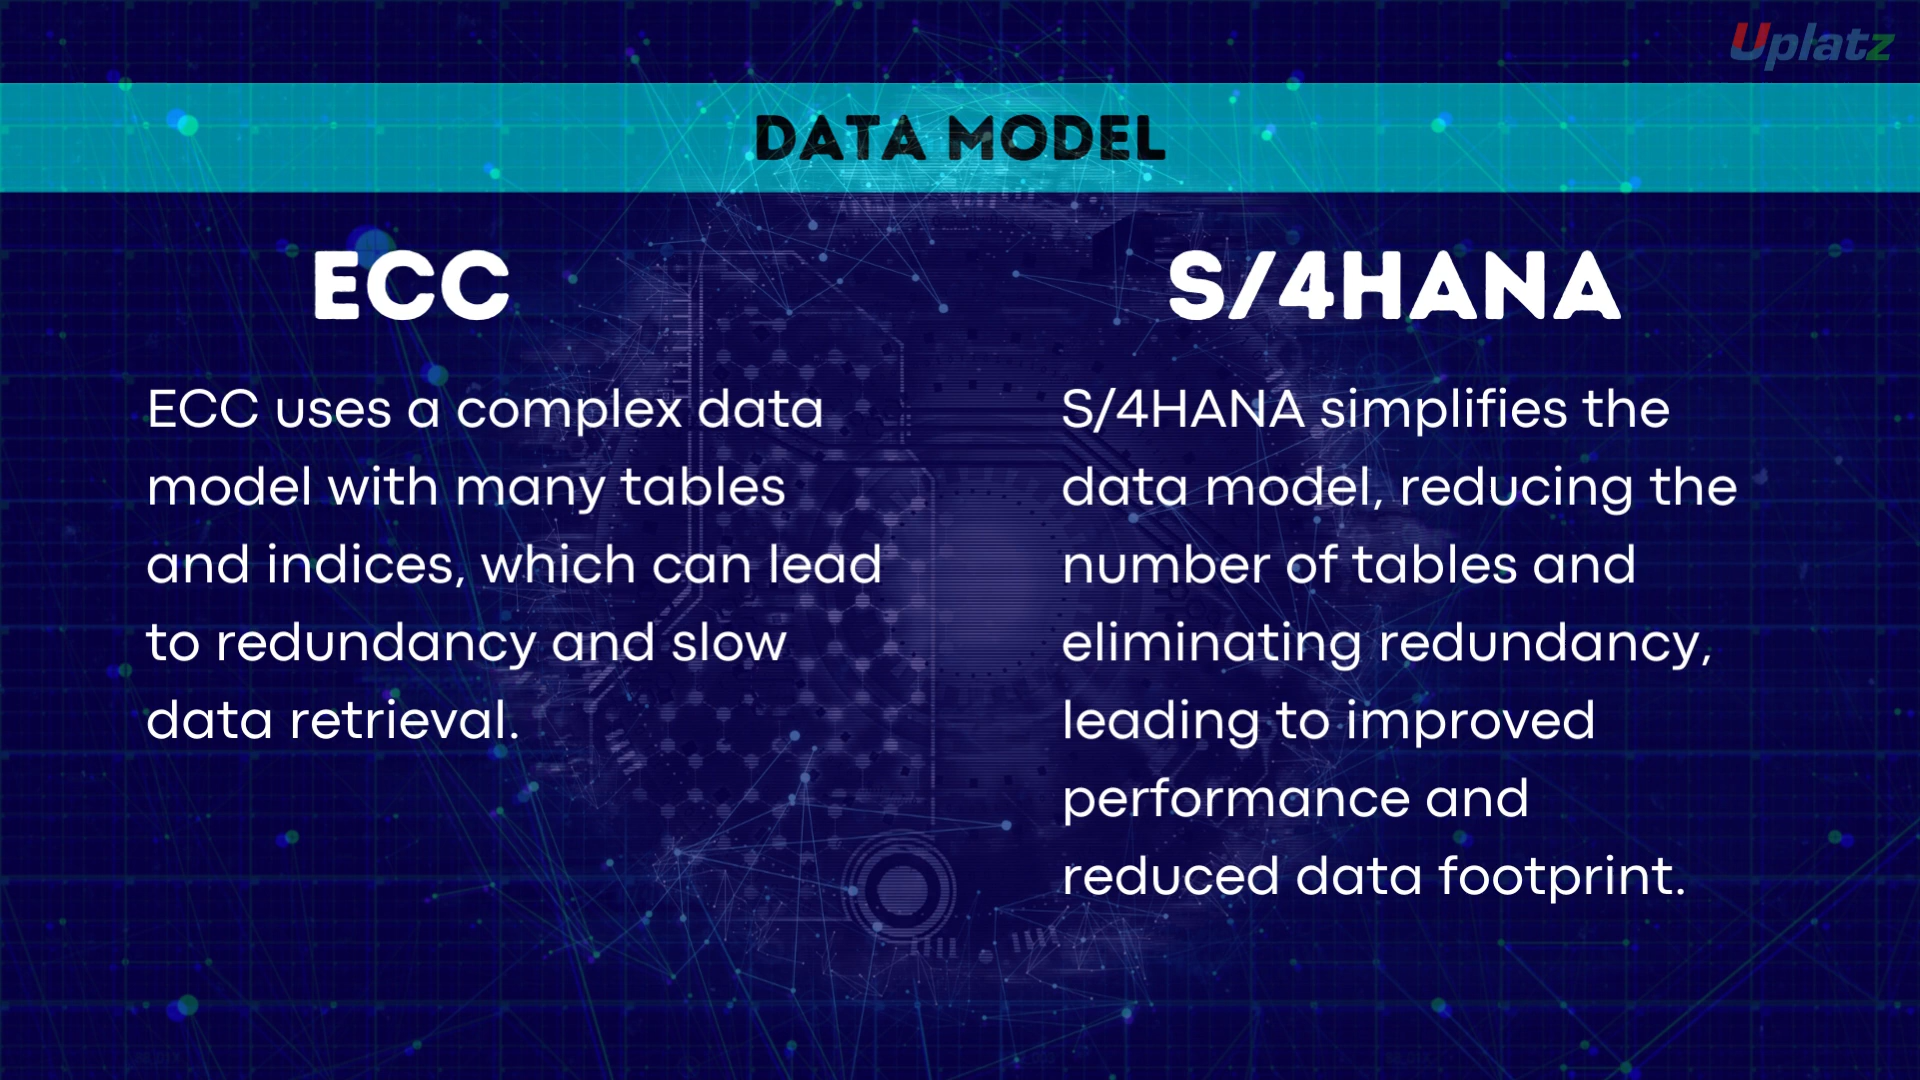 Uplatz
DATA MODEL
ECC
ECC uses a complex data
model with many tables
and indices, which can lead
to redundancy and slow
data retrieval.
S/4HANA
S/4HANA simplifies the
data model, reducing the
number of tables and
eliminating redundancy,
leading to improved
performance and
reduced data footprint.